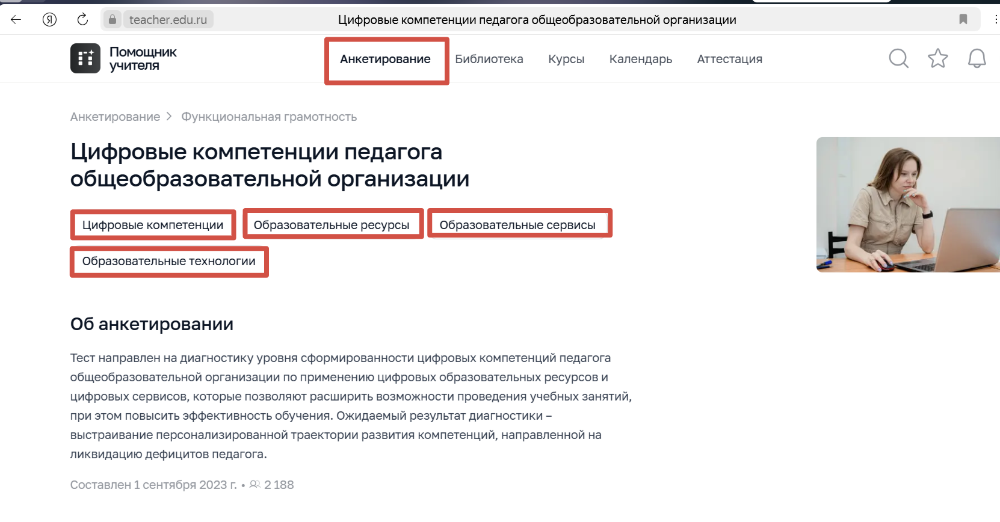 teacher.edu.ru
Цифровые компетенции педагога общеобразовательной организации
Помощник
учителя
Анкетирование
Библиотека
Курсы
Календарь
Аттестация
Анкетирование > Функциональная грамотность
Цифровые компетенции педагога
общеобразовательной организации
Цифровые компетенции
Образовательные ресурсы
Образовательные сервисы
Образовательные технологии
Об анкетировании
Тест направлен на диагностику уровня сформированности цифровых компетенций педагога
общеобразовательной организации по применению цифровых образовательных ресурсов и
цифровых сервисов, которые позволяют расширить возможности проведения учебных занятий,
при этом повысить эффективность обучения. Ожидаемый результат диагностики –
выстраивание персонализированной траектории развития компетенций, направленной на
ликвидацию дефицитов педагога.
Составлен 1 сентября 2023 г. • 2 188